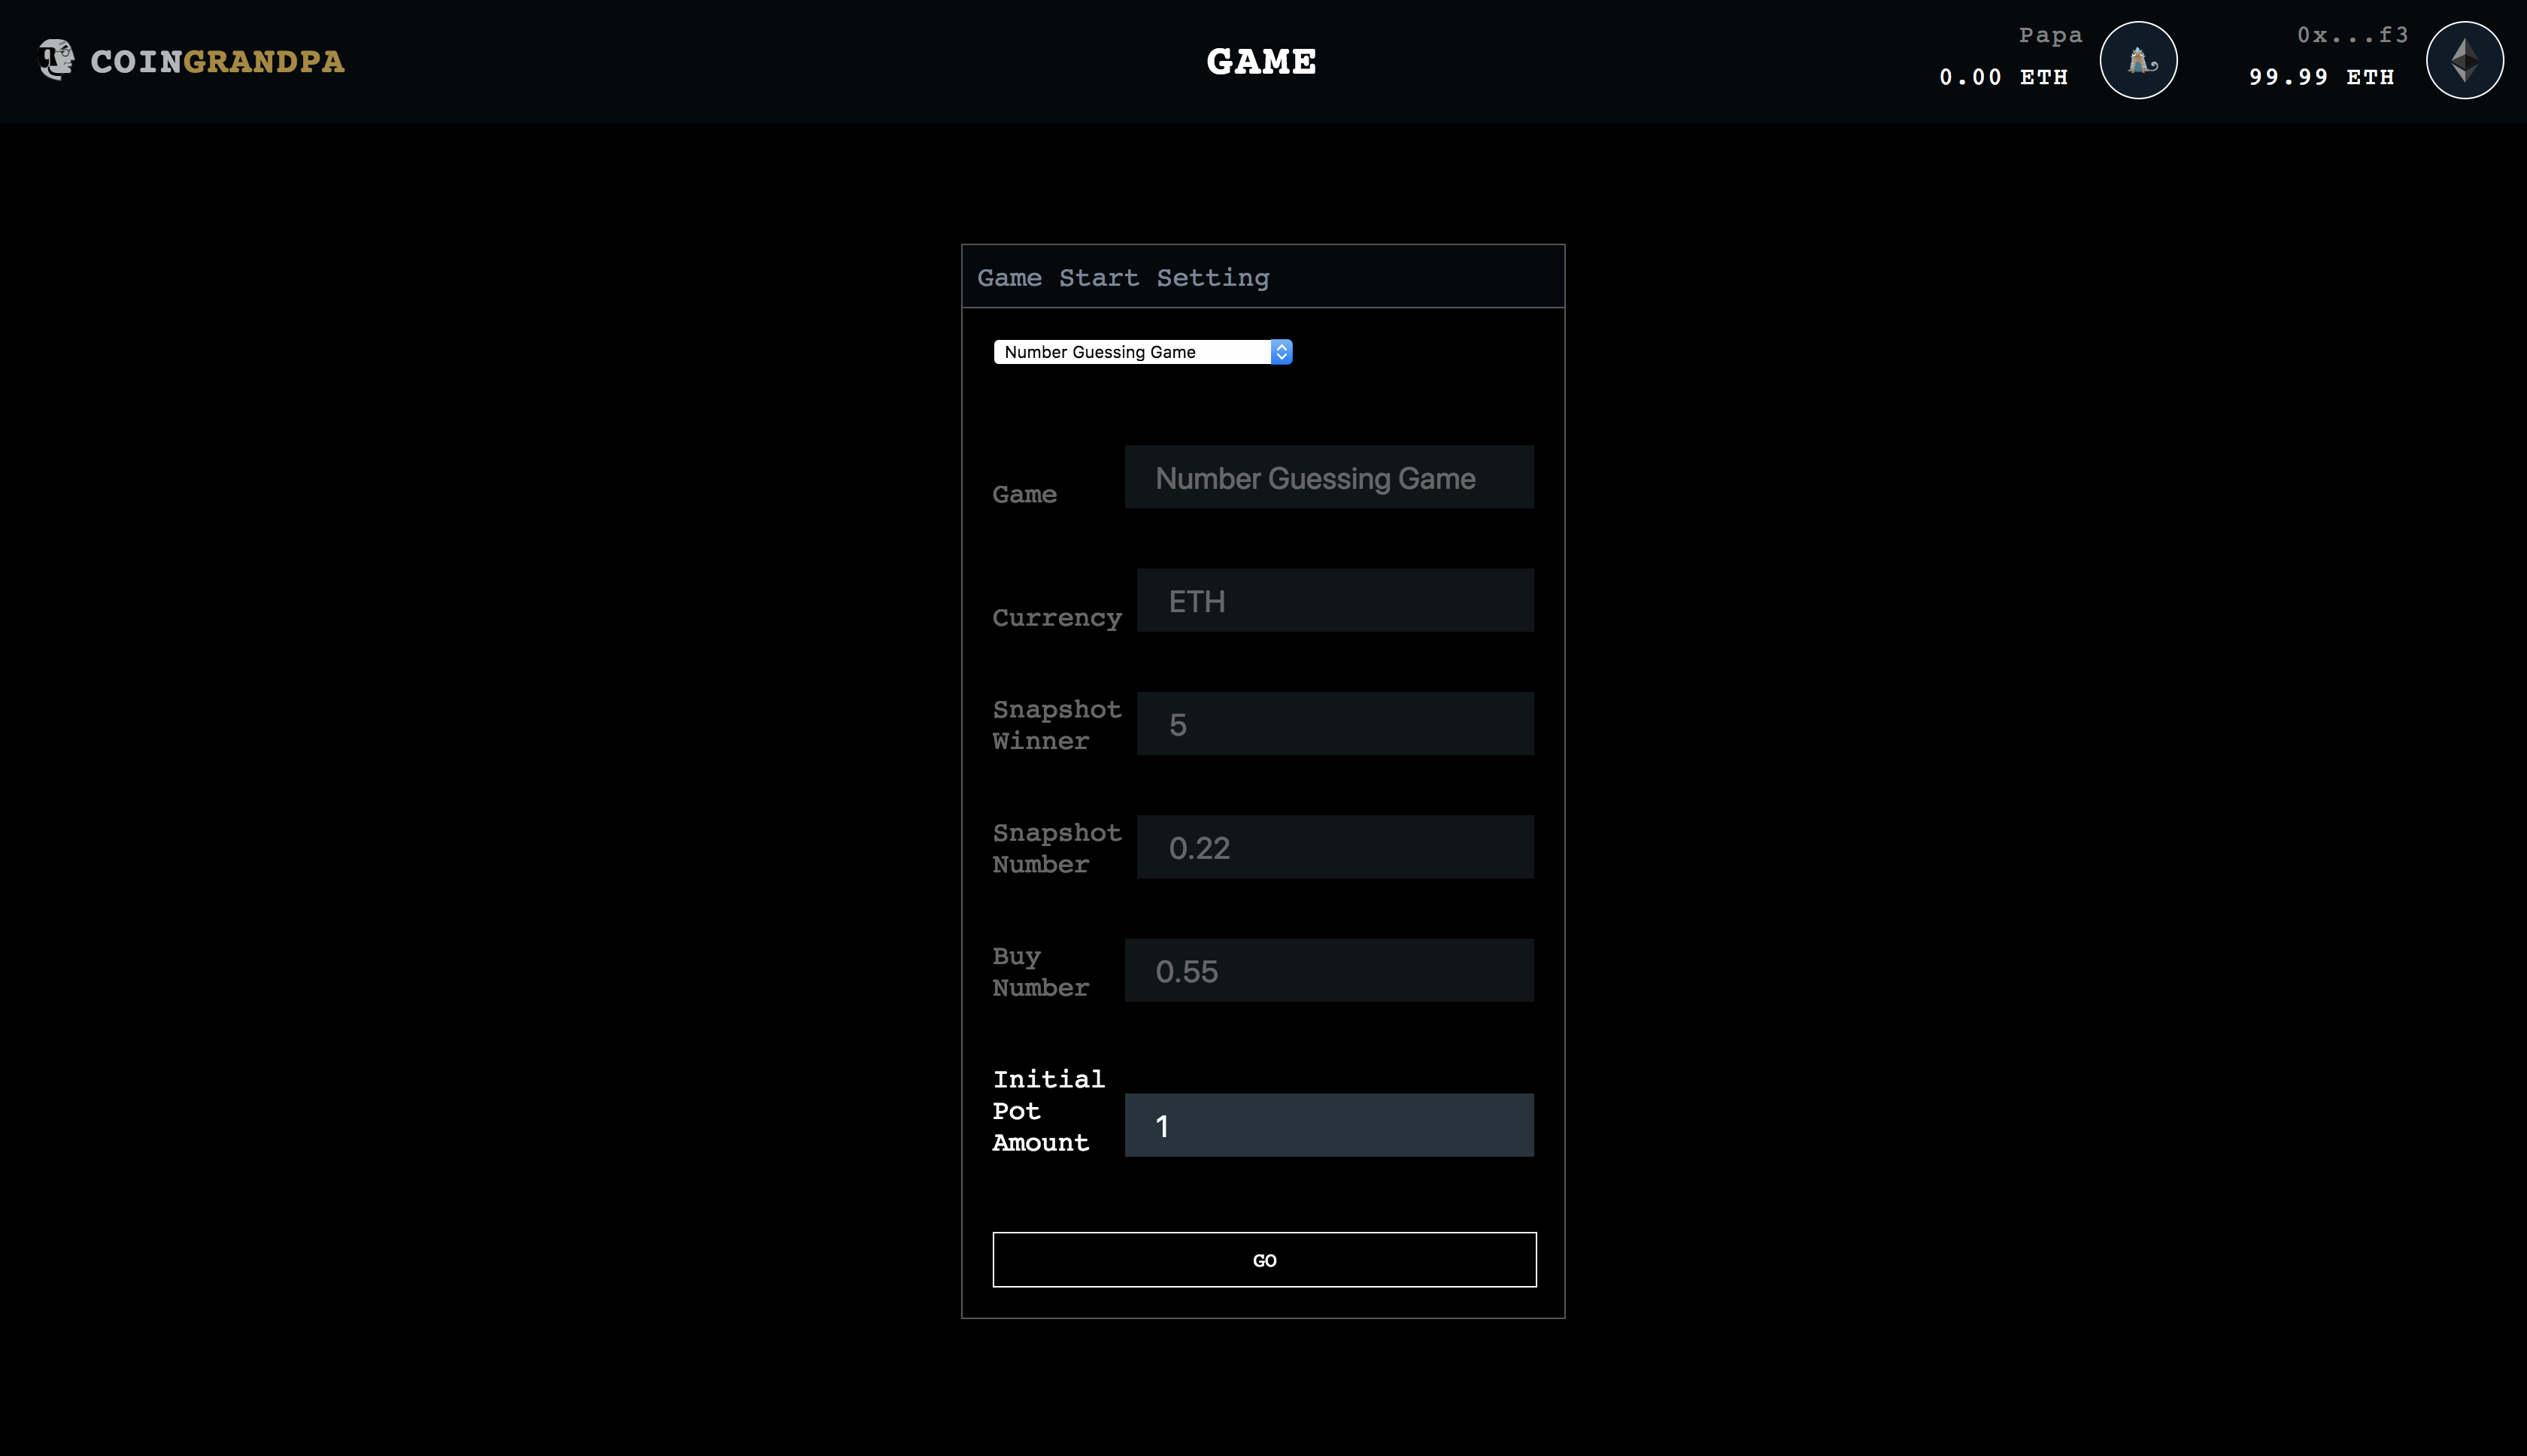 COINGRANDPA
GAME
Papa
0.00 ETH
0x...f3
99.99 ETH
Game Start Setting
Number Guessing Game
Game
Number Guessing Game
Currency
ETH
Snapshot
Winner
5
Snapshot
Number
0.22
Buy
Number
0.55
Initial
Pot
Amount
1
GO